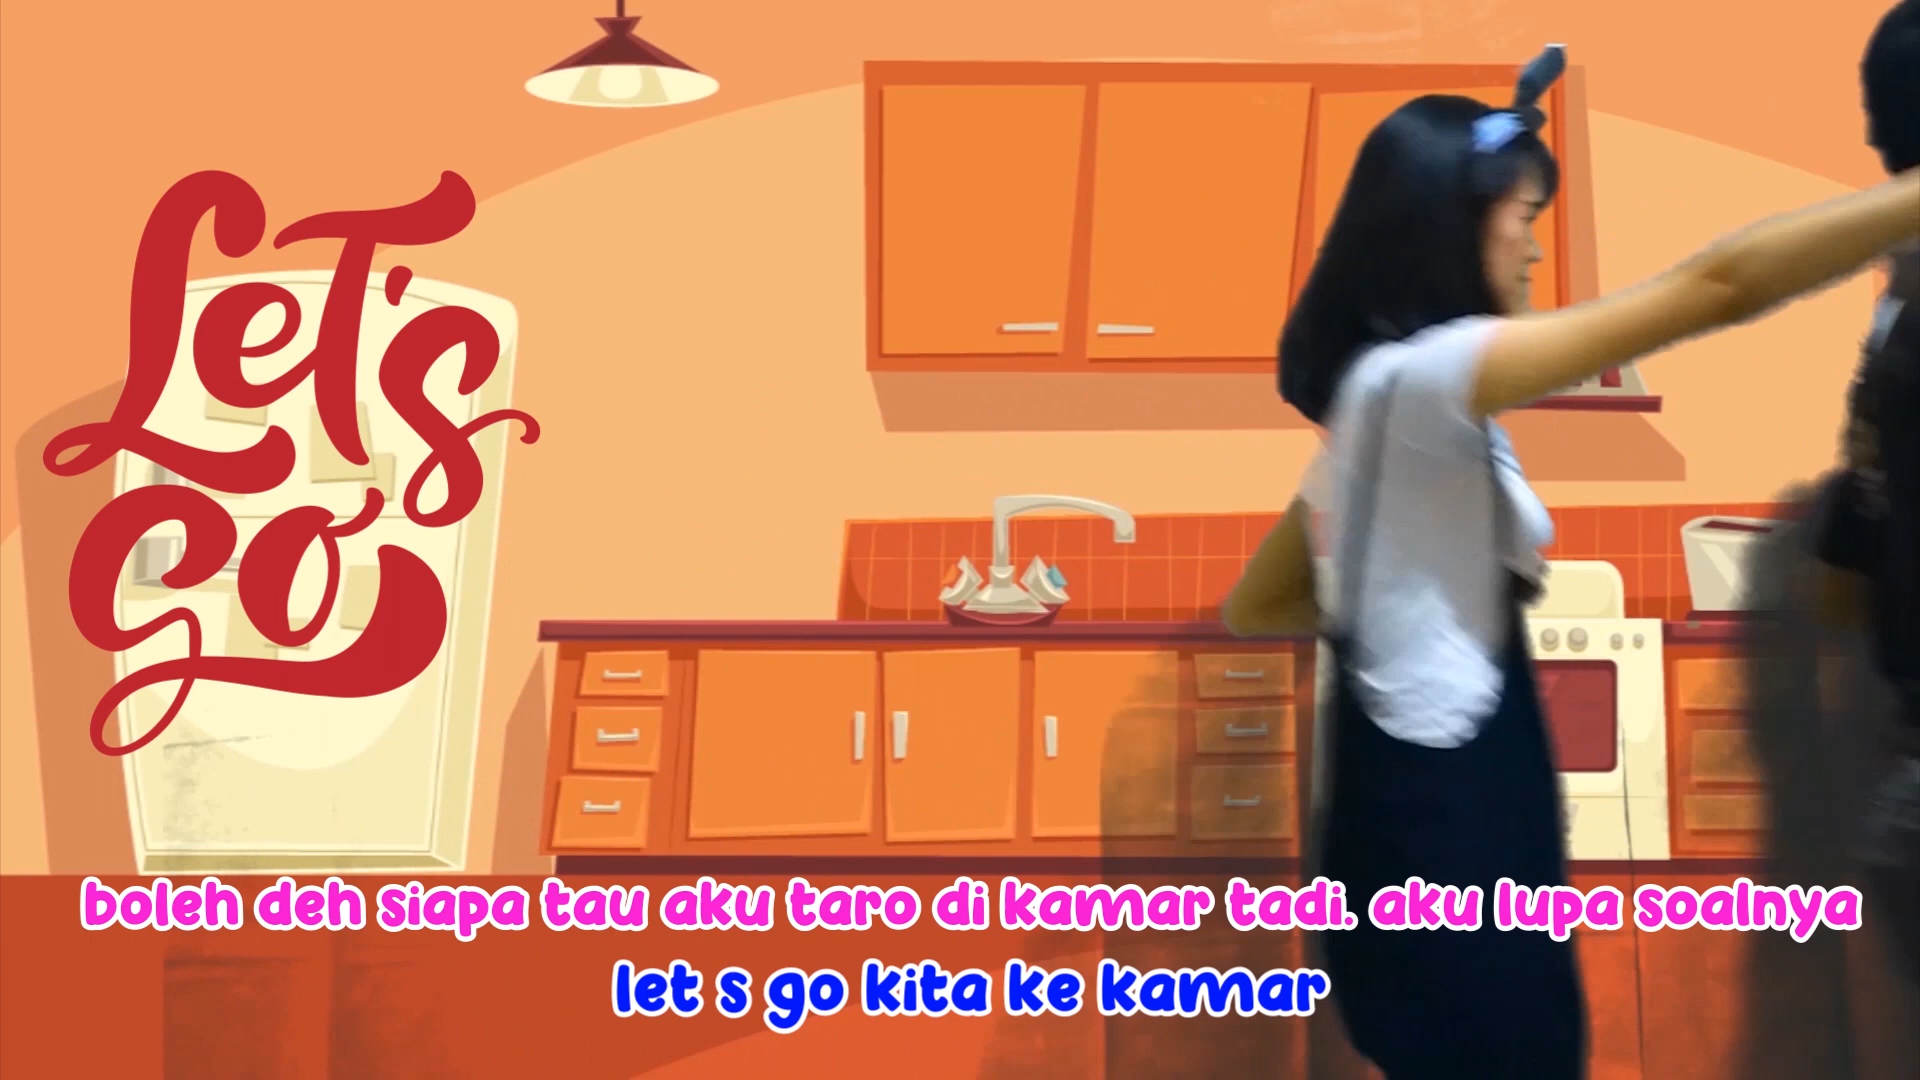 Let's
go
boleh deh siapa tau aku taro di kamar tadi. aku lupa soalnya
let s go kita ke kamar